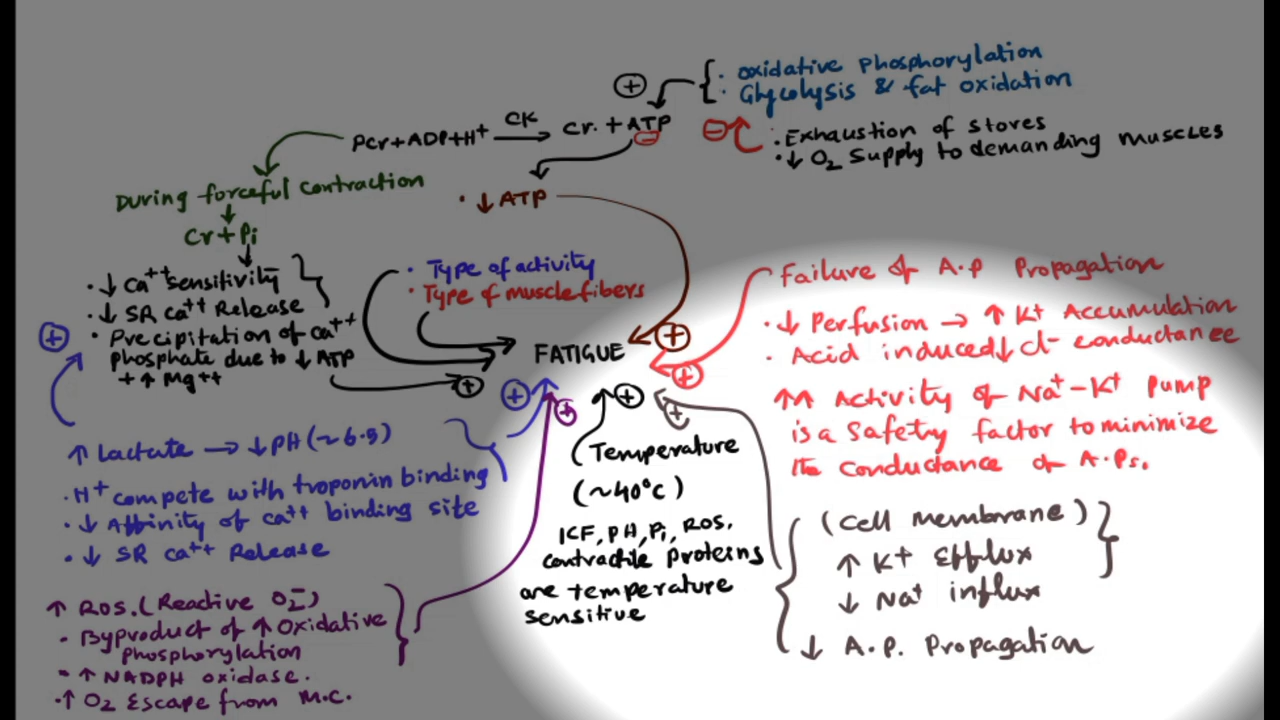 · oxidative phosphorylation
· Glycolysis & fat oxidation
+
Pcr+ADP+H⁺ CK→ Cr. + ATP
−
−
· Exhaustion of stores
· ↓ O₂ Supply to demanding muscles
During forceful contraction
↓
Cr + Pi
· ↓ ATP
· ↓ Ca⁺⁺ sensitivity
· ↓ SR Ca⁺⁺ Release
· Precipitation of Ca⁺⁺
phosphate due to ↓ ATP
+ ↑ Mg⁺⁺
+
+
· Type of activity
· Type of muscle fibers
FATIGUE
+
+
+
+
+
+
Failure of A.P Propagation
· ↓ Perfusion → ↑ K⁺ Accumulation
· Acid induced ↓ Cl⁻ conductance
↑↑ Activity of Na⁺-K⁺ pump
is a safety factor to minimize
the conductance of A.Ps.
↑ Lactate → ↓ PH (~6.9)
· H⁺ compete with troponin binding
· ↓ Affinity of Ca⁺⁺ binding site
· ↓ SR Ca⁺⁺ Release
Temperature
(~40°C)
ICF, PH, Pi, ROS,
contractile proteins
are temperature
sensitive
(Cell membrane)
↑ K⁺ Efflux
↓ Na⁺ influx
↓ A.P. Propagation
↑ ROS. (Reactive O₂⁻)
· Byproduct of ↑ Oxidative
phosphorylation
· ↑ NADPH oxidase.
· ↑ O₂ Escape from M.C.